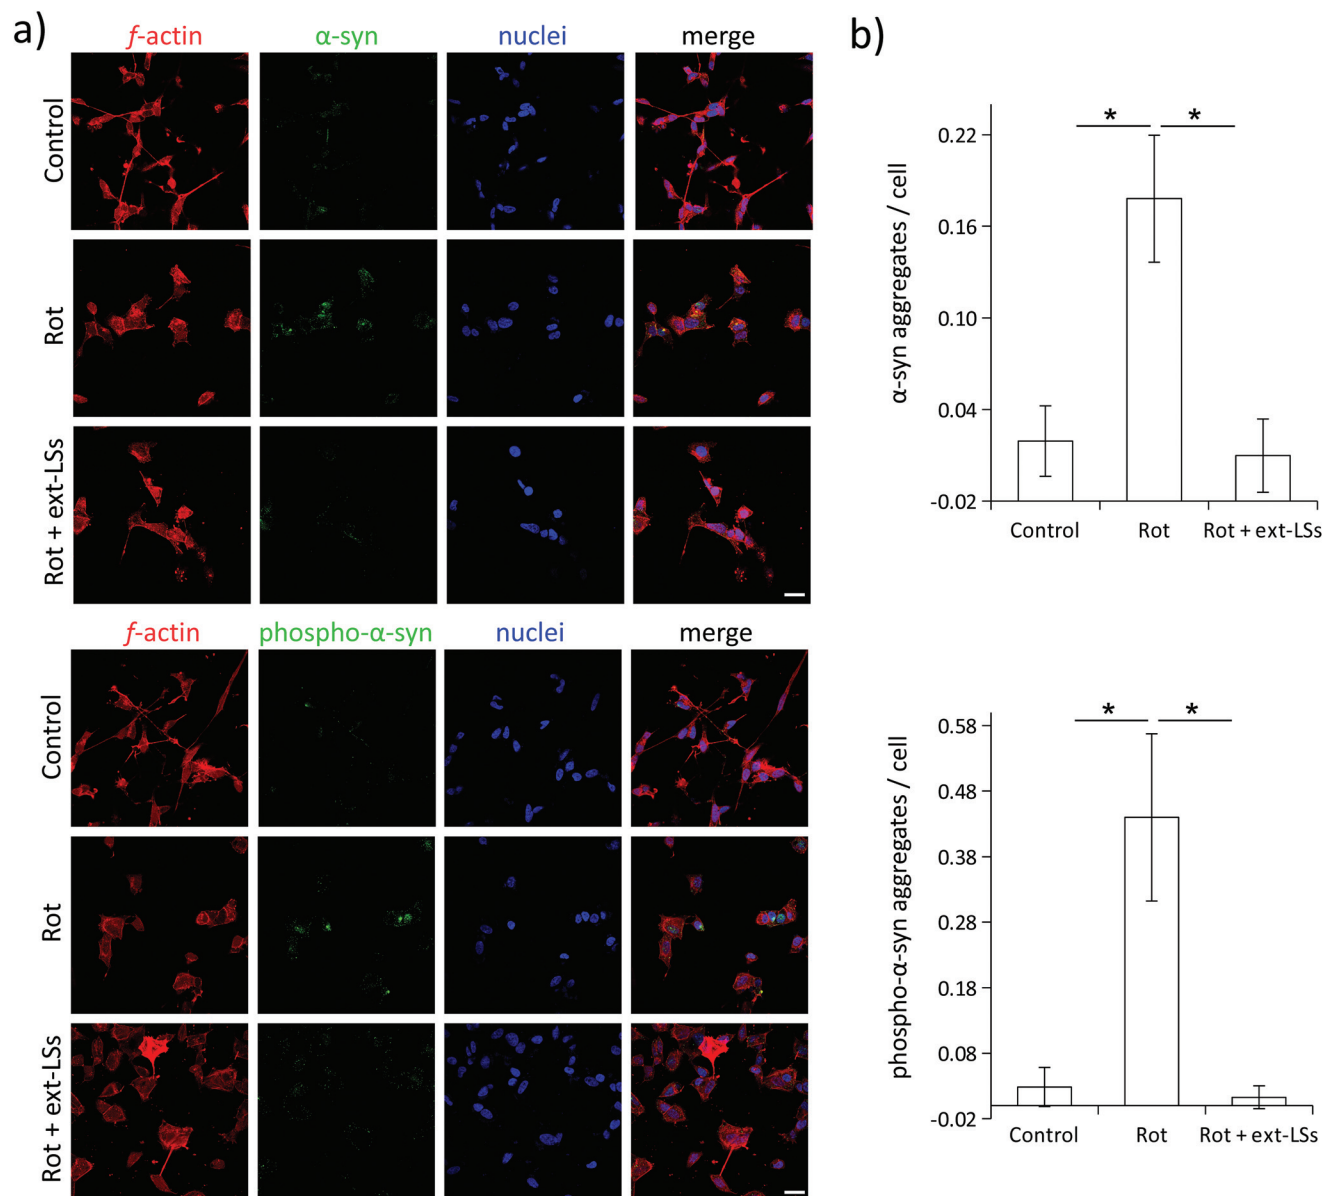 a)
f-actin α-syn nuclei merge
Control
Rot
Rot + ext-LSs
f-actin phospho-α-syn nuclei merge
Control
Rot
Rot + ext-LSs
b)
α-syn aggregates / cell
0.22
0.16
0.10
0.04
-0.02
* *
Control Rot Rot + ext-LSs
phospho-α-syn aggregates / cell
0.58
0.48
0.38
0.28
0.18
0.08
-0.02
* *
Control Rot Rot + ext-LSs